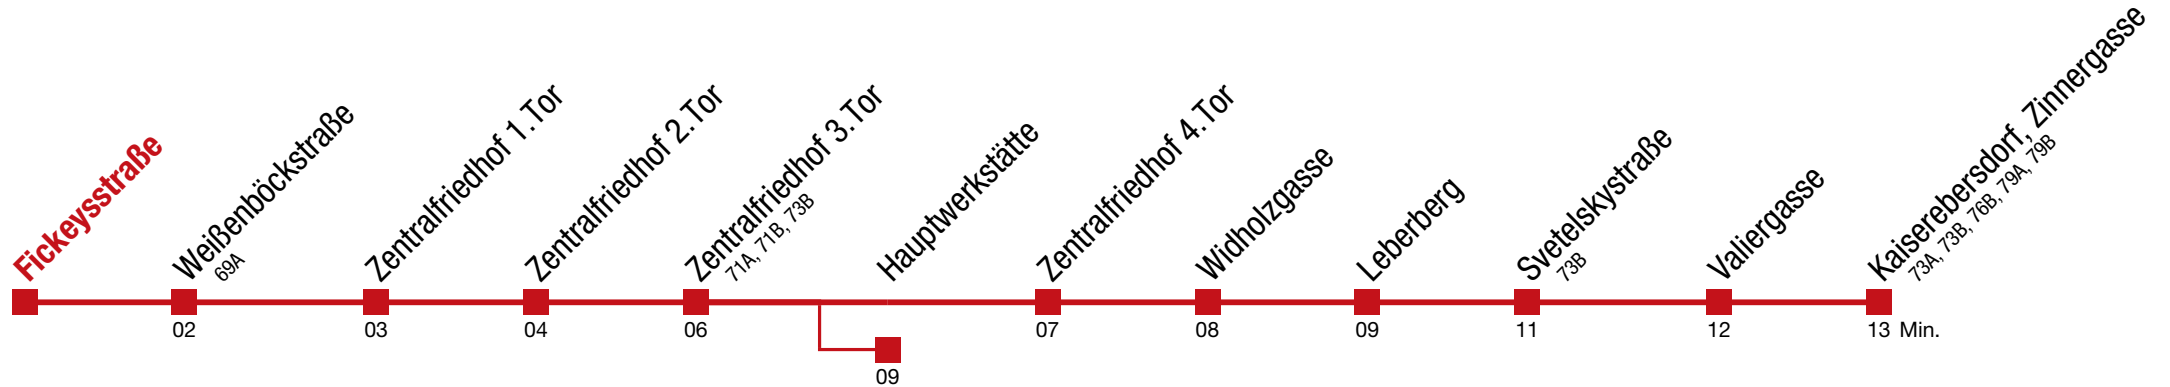 Fickeysstraße
Weißenböckstraße
69A
Zentralfriedhof 1.Tor
Zentralfriedhof 2.Tor
Zentralfriedhof 3.Tor
71A, 71B, 73B
Hauptwerkstätte
Zentralfriedhof 4.Tor
Widholzgasse
Leberberg
Svetelskystraße
73B
Valiergasse
Kaiserebersdorf, Zinnergasse
73A, 73B, 76B, 79A, 79B
02 03 04 06 07 08 09 11 12 13 Min.
09